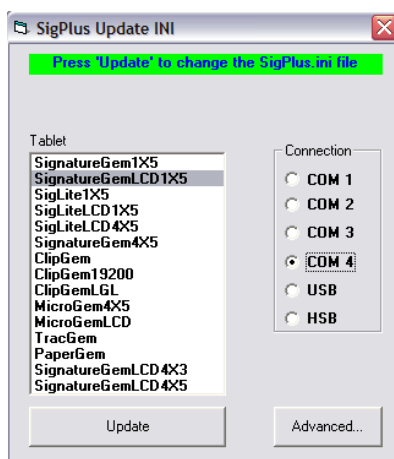 SigPlus Update INI
Press 'Update' to change the SigPlus.ini file
Tablet
SignatureGem1X5
SignatureGemLCD1X5
SigLite1X5
SigLiteLCD1X5
SigLiteLCD4X5
SignatureGem4X5
ClipGem
ClipGem19200
ClipGemLGL
MicroGem4X5
MicroGemLCD
TracGem
PaperGem
SignatureGemLCD4X3
SignatureGemLCD4X5
Connection
COM 1
COM 2
COM 3
COM 4
USB
HSB
Update
Advanced...